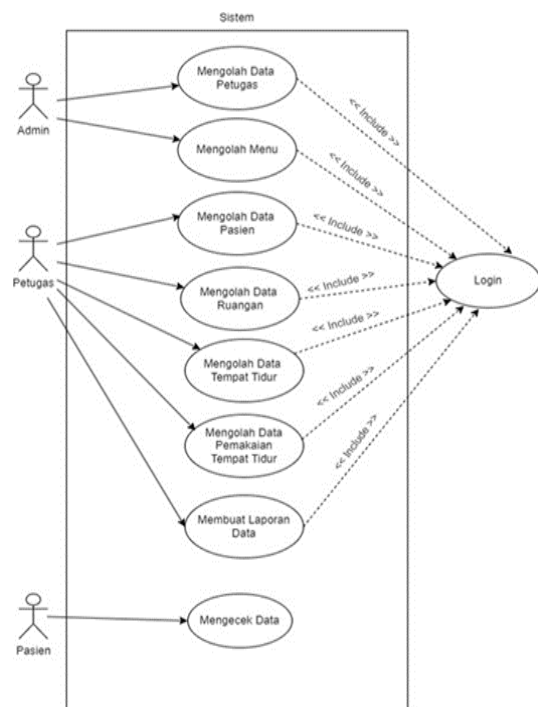 Sistem
Mengolah Data
Petugas
<< Include >>
Admin
Mengolah Menu
<< Include >>
Mengolah Data
Pasien
<< Include >>
Petugas
Mengolah Data
Ruangan
<< Include >>
Login
Mengolah Data
Tempat Tidur
<< Include >>
Mengolah Data
Pemakaian
Tempat Tidur
<< Include >>
Membuat Laporan
Data
<< Include >>
Pasien
Mengecek Data